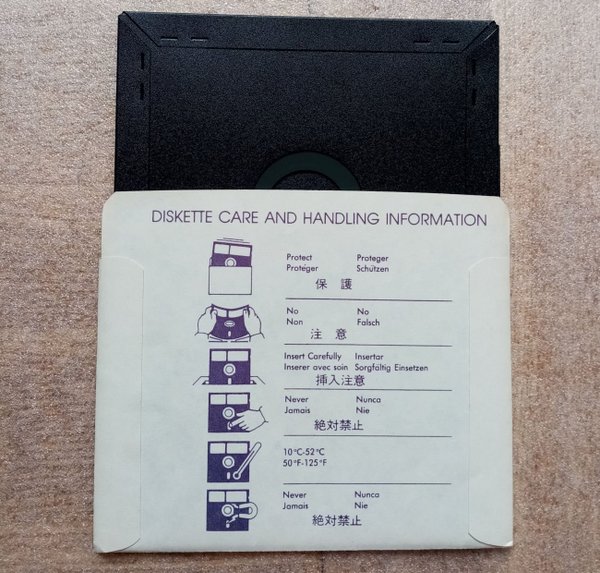 DISKETTE CARE AND HANDLING INFORMATION
Protect Proteger
Protéger Schützen
保 護
No No
Non Falsch
注 意
Insert Carefully Insertar
Inserer avec soin Sorgfältig Einsetzen
挿入注意
Never Nunca
Jamais Nie
絶対禁止
10°C-52°C
50°F-125°F
Never Nunca
Jamais Nie
絶対禁止